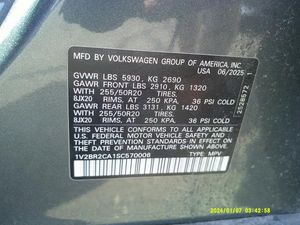 MFD BY VOLKSWAGEN GROUP OF AMERICA, INC.
USA 06/2025
GVWR LBS 5930, KG 2690
GAWR FRONT LBS 2910, KG 1320
WITH 255/50R20 TIRES,
8JX20 RIMS AT 250 KPA. 36 PSI COLD
GAWR REAR LBS 3131, KG 1420
WITH 255/50R20 TIRES,
8JX20 RIMS AT 250 KPA. 36 PSI COLD
THIS VEHICLE CONFORMS TO ALL APPLICABLE
U.S. FEDERAL MOTOR VEHICLE SAFETY STANDARDS
IN EFFECT ON THE DATE OF MANUFACTURE
SHOWN ABOVE.
1V2BR2CA1SC570006 TYPE: MPV
2528572
2026/01/07 03:42:58